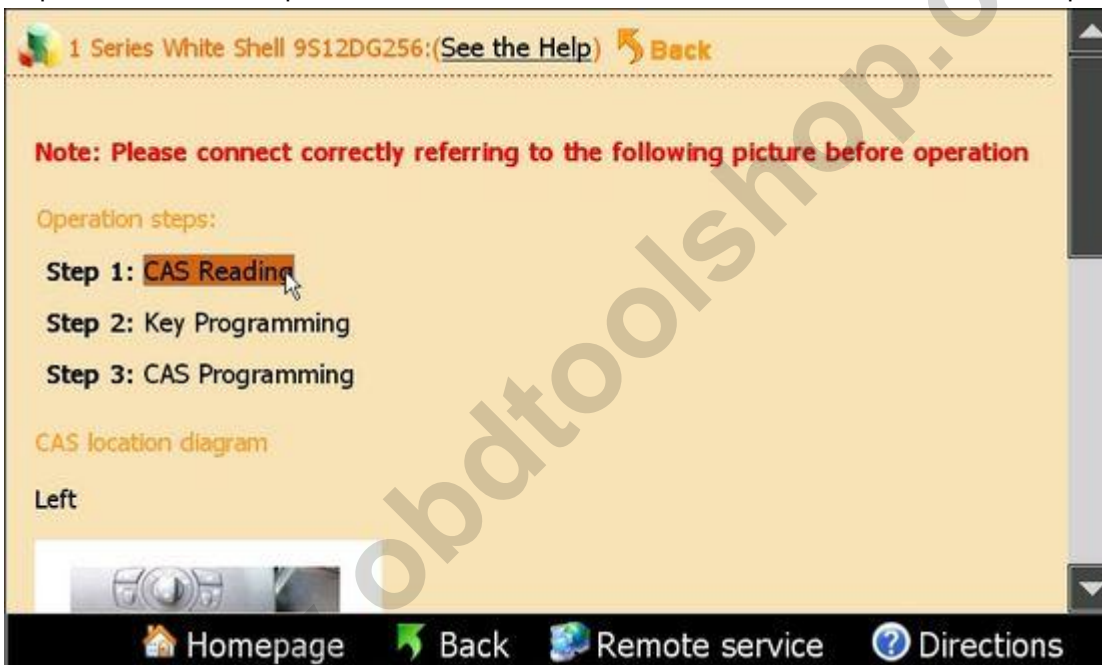 1 Series White Shell 9S12DG256:(See the Help) Back
Note: Please connect correctly referring to the following picture before operation
Operation steps:
Step 1: CAS Reading
Step 2: Key Programming
Step 3: CAS Programming
CAS location diagram
Left
Homepage Back Remote service Directions
obdtoolshop.